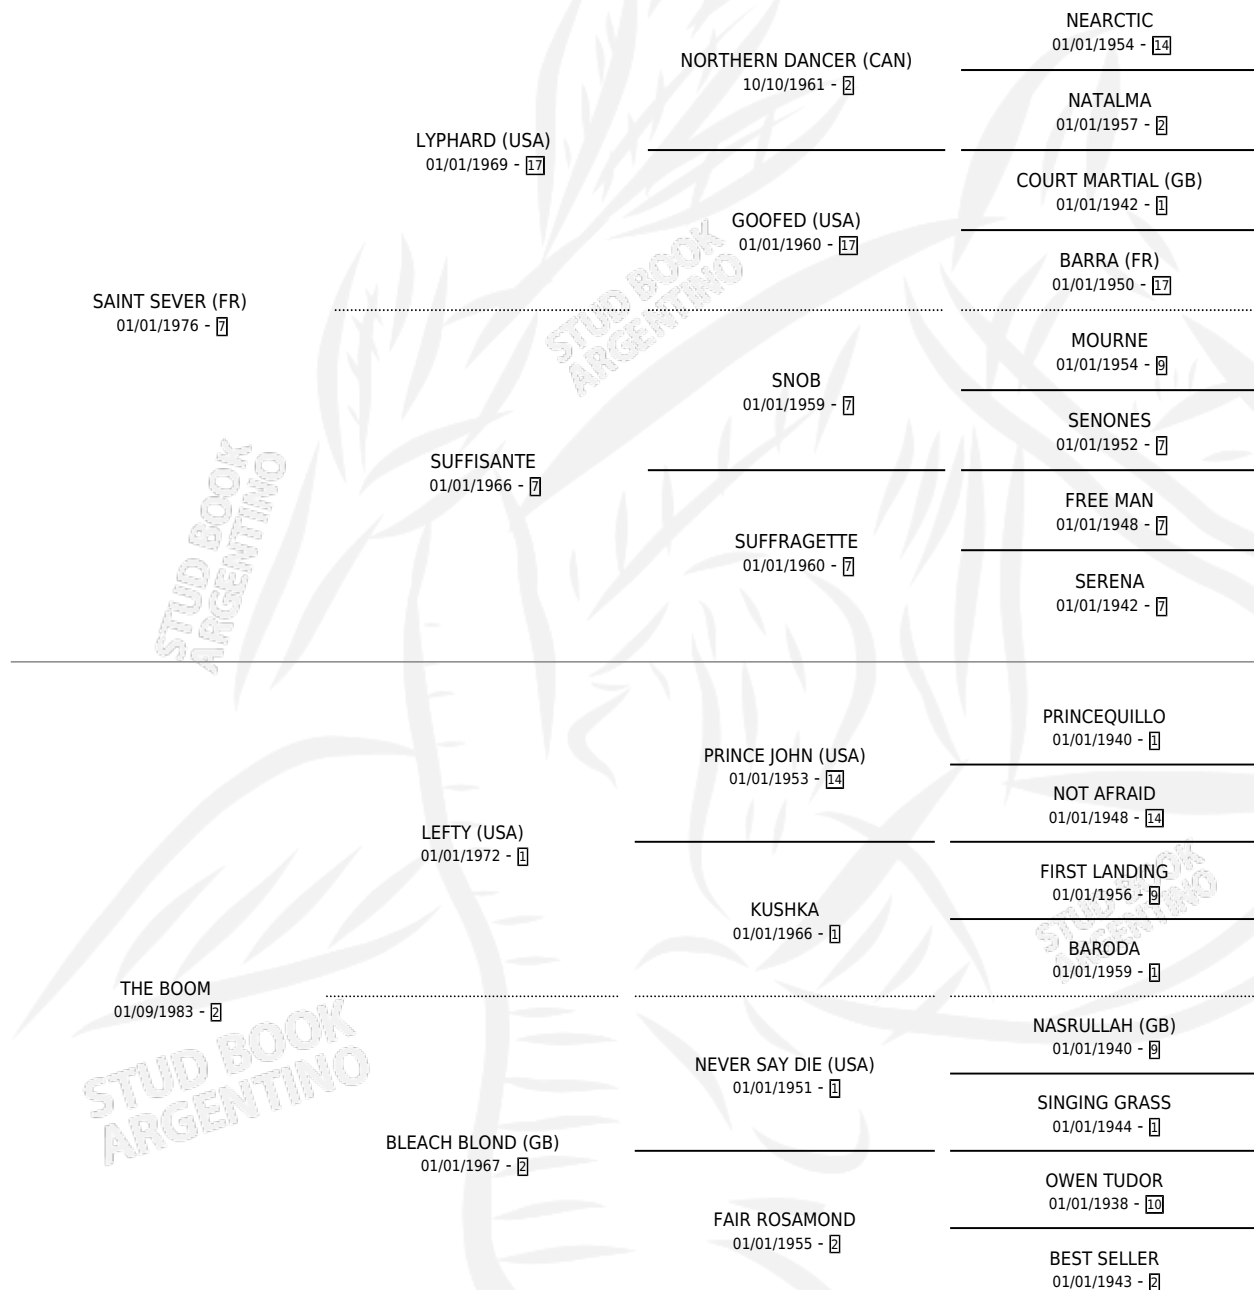 NEARCTIC
01/01/1954 - 14
NORTHERN DANCER (CAN)
10/10/1961 - 2
NATALMA
01/01/1957 - 2
LYPHARD (USA)
01/01/1969 - 17
COURT MARTIAL (GB)
01/01/1942 - 1
GOOFED (USA)
01/01/1960 - 17
BARRA (FR)
01/01/1950 - 17
SAINT SEVER (FR)
01/01/1976 - 7
MOURNE
01/01/1954 - 9
SNOB
01/01/1959 - 7
SENONES
01/01/1952 - 7
SUFFISANTE
01/01/1966 - 7
FREE MAN
01/01/1948 - 7
SUFFRAGETTE
01/01/1960 - 7
SERENA
01/01/1942 - 7
STUD BOOK
ARGENTINO
STUD BOOK
ARGENTINO
PRINCEQUILLO
01/01/1940 - 1
PRINCE JOHN (USA)
01/01/1953 - 14
NOT AFRAID
01/01/1948 - 14
LEFTY (USA)
01/01/1972 - 1
FIRST LANDING
01/01/1956 - 9
KUSHKA
01/01/1966 - 1
BARODA
01/01/1959 - 1
STUD BOOK
ARGENTINO
THE BOOM
01/09/1983 - 2
NASRULLAH (GB)
01/01/1940 - 9
NEVER SAY DIE (USA)
01/01/1951 - 1
SINGING GRASS
01/01/1944 - 1
STUD BOOK
ARGENTINO
BLEACH BLOND (GB)
01/01/1967 - 2
OWEN TUDOR
01/01/1938 - 10
FAIR ROSAMOND
01/01/1955 - 2
BEST SELLER
01/01/1943 - 2